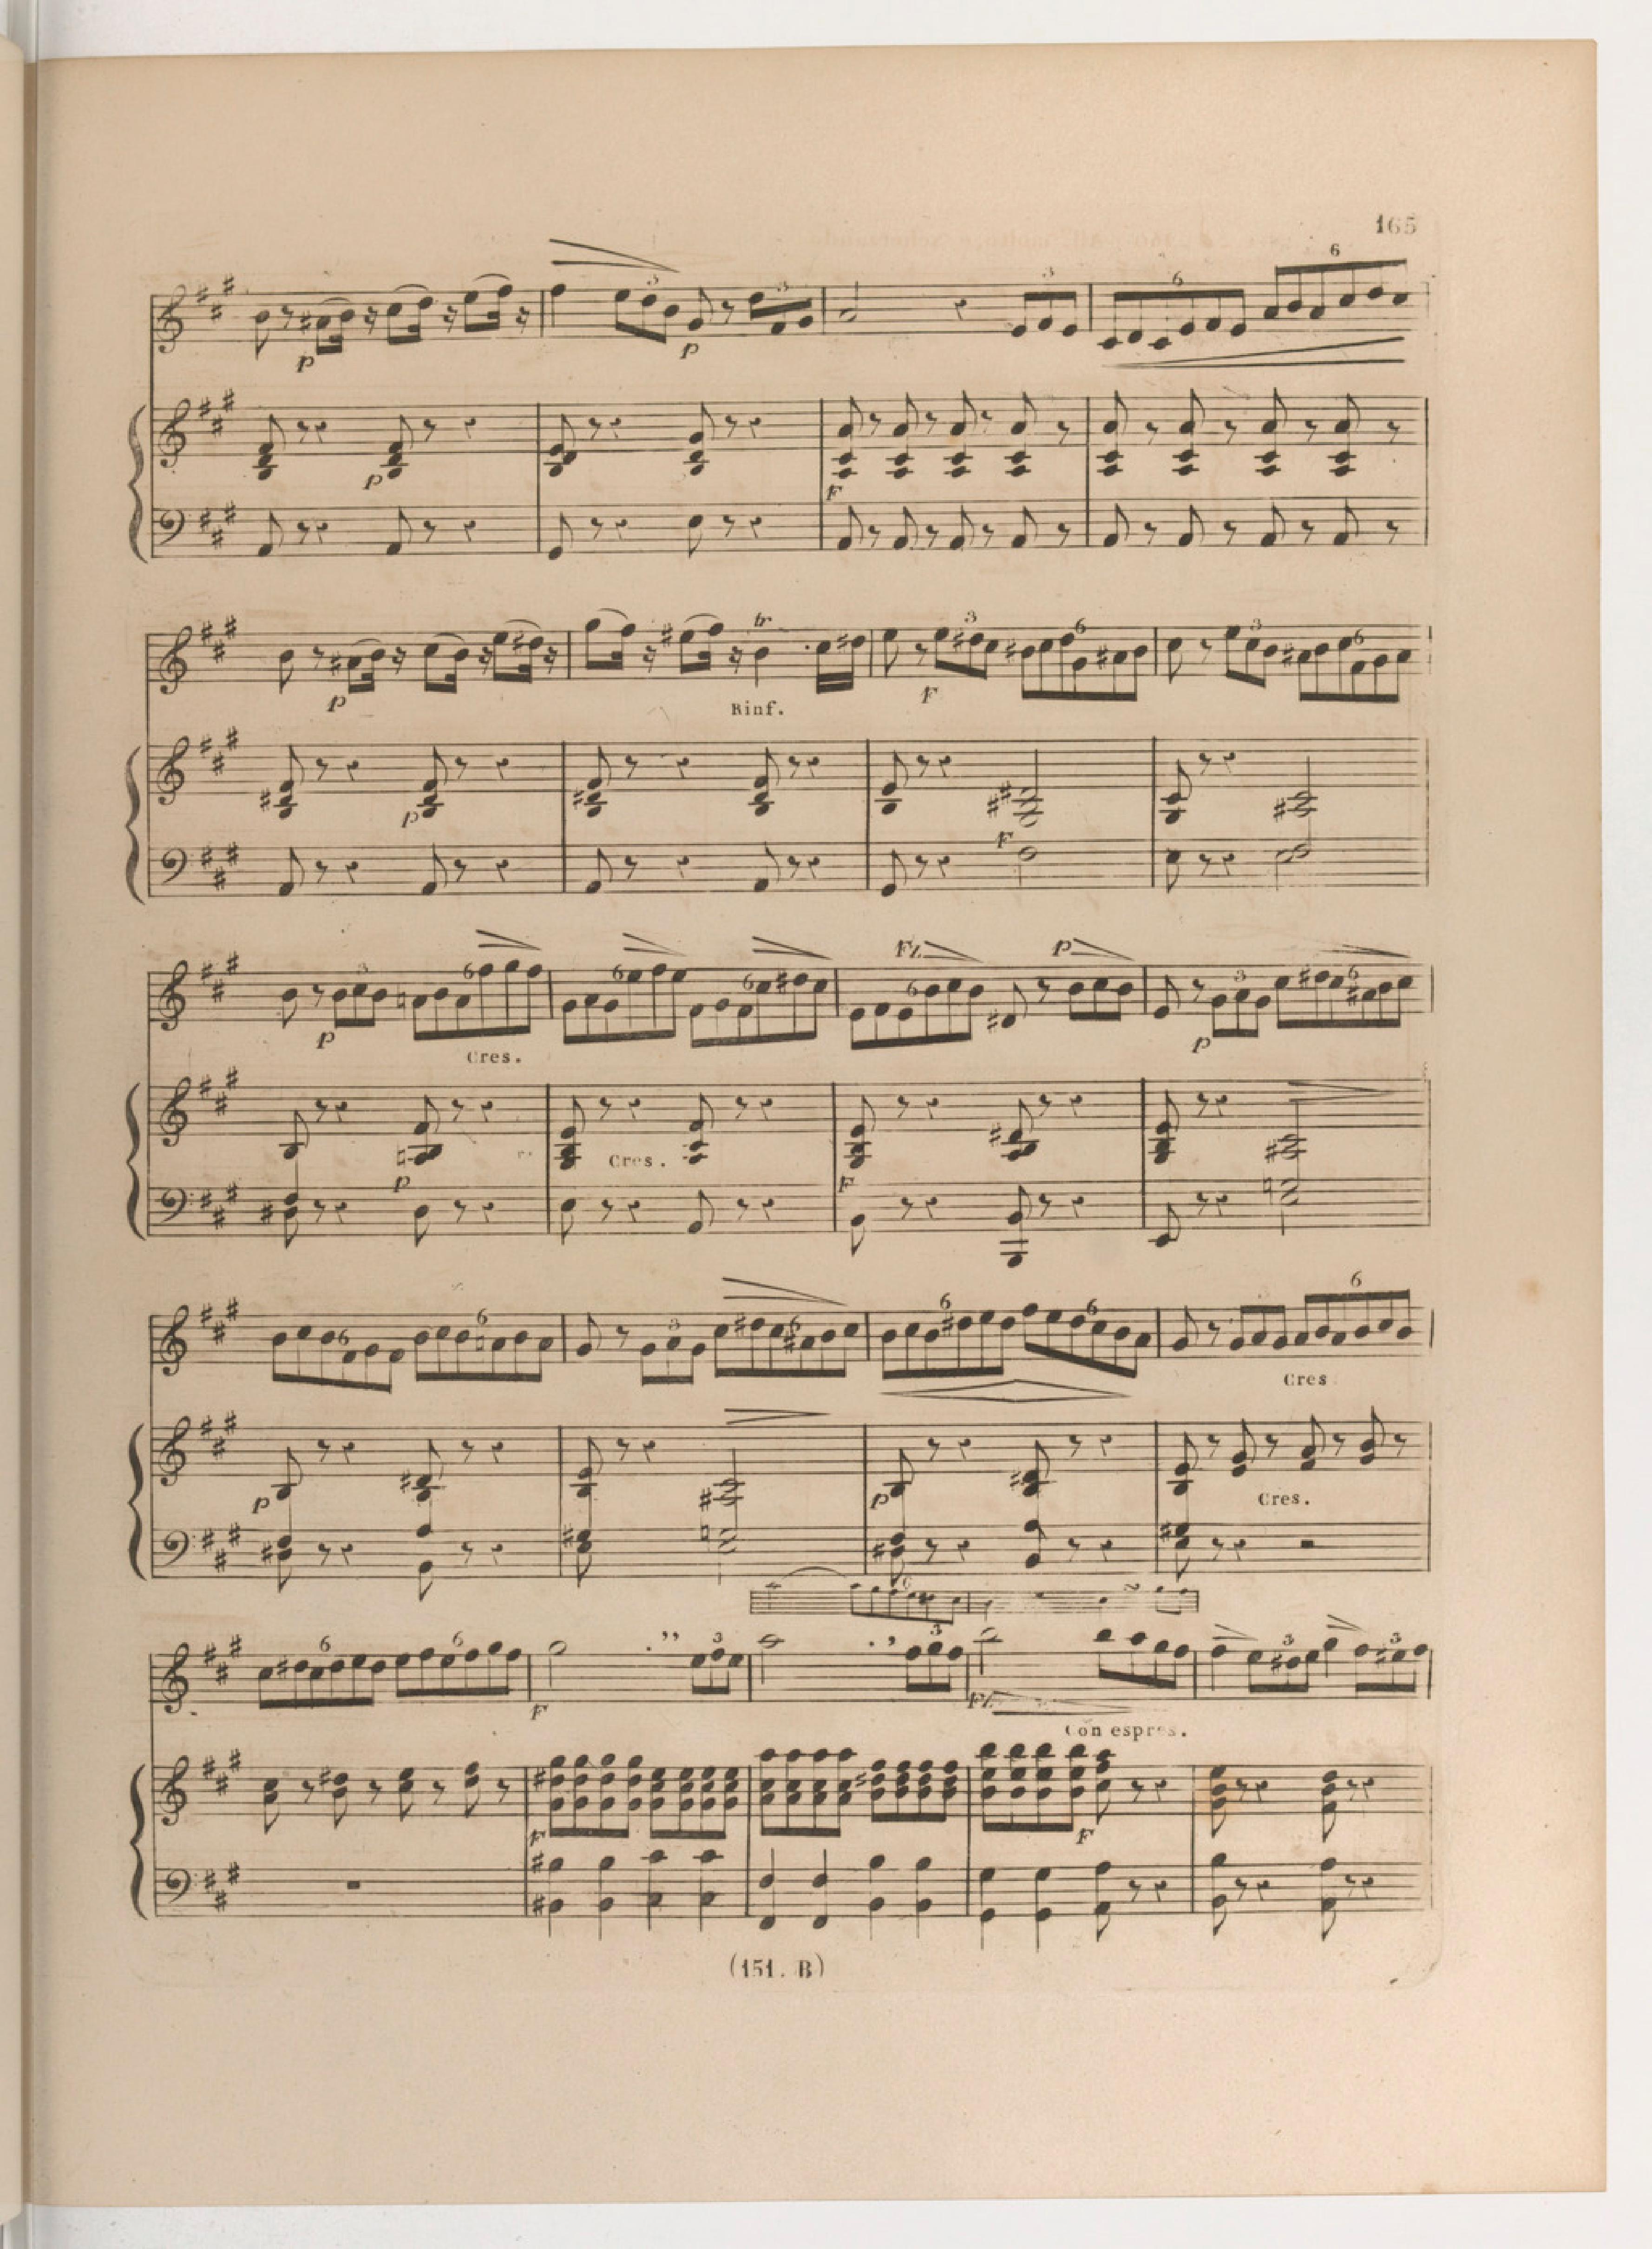 165
3 3 3 6 6
p p
p F
tr 3 6 3 6
p Rinf. F
p F
Fz p
3 6 6 6 6 3 6
p Cres. p
Cres.
p F
6 6 3 6 6 6 6
Cres
p p Cres.
6 6 3 3 3 3
F Fz
Con espres.
F F
(151. B)